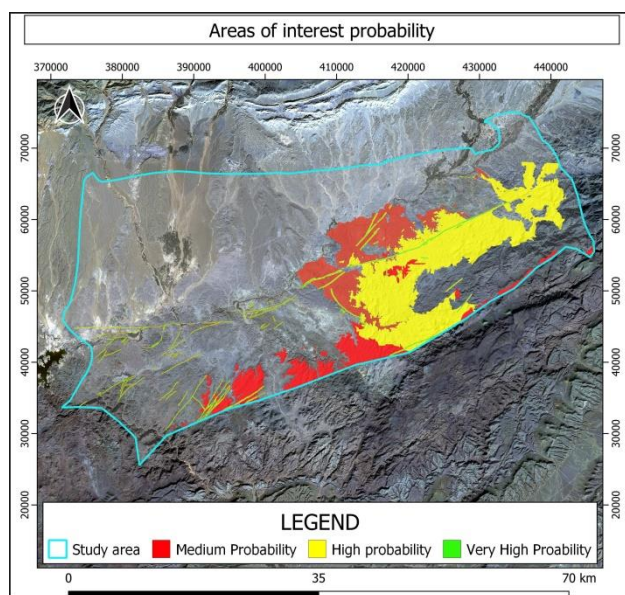 Areas of interest probability
370000 380000 390000 400000 410000 420000 430000 440000
70000 70000
60000 60000
50000 50000
40000 40000
30000 30000
20000 20000
LEGEND
Study area Medium Probability High probability Very High Proability
0 35 70 km